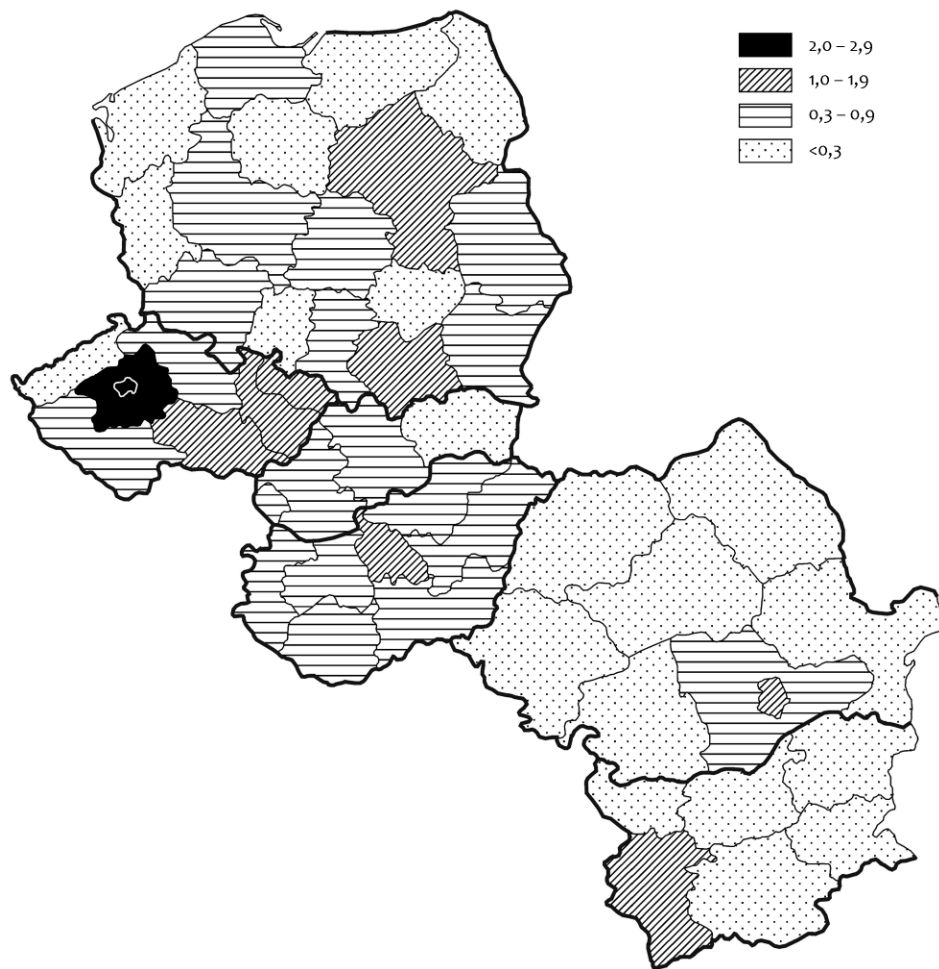 2,0 – 2,9
1,0 – 1,9
0,3 – 0,9
<0,3